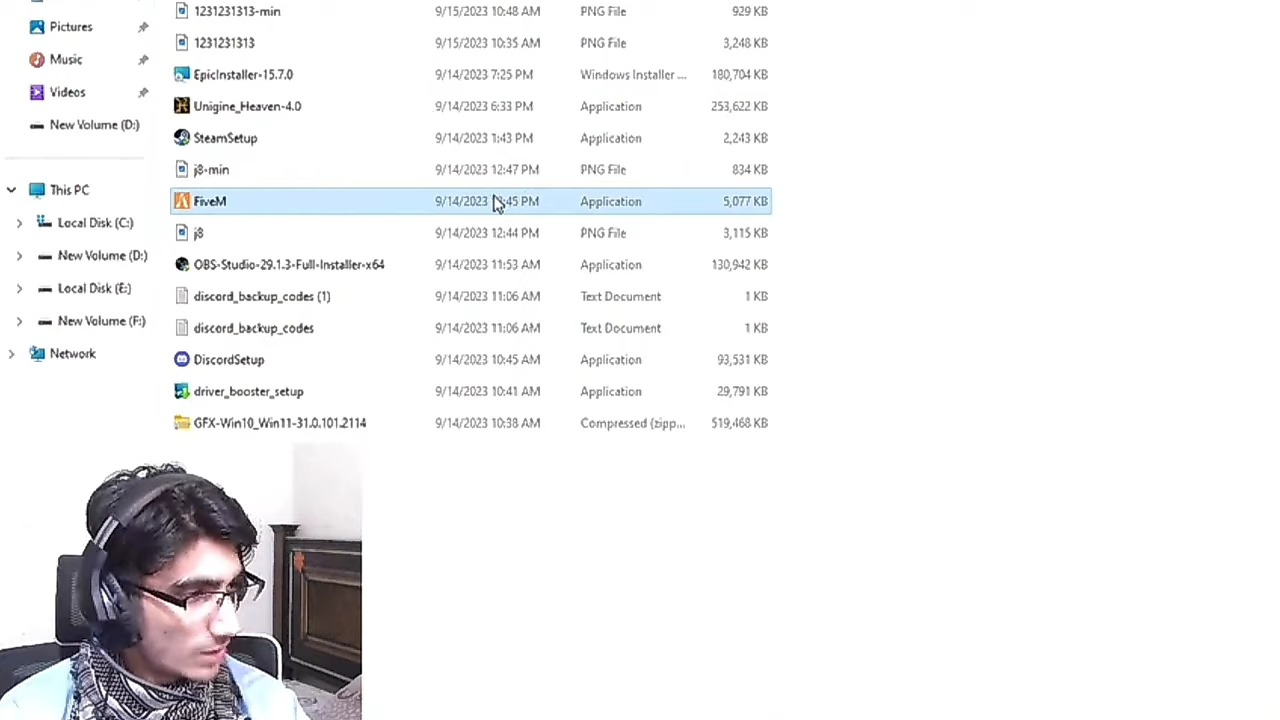 1231231313-min 9/15/2023 10:48 AM PNG File 929 KB
Pictures
1231231313 9/15/2023 10:35 AM PNG File 3,248 KB
Music
EpicInstaller-15.7.0 9/14/2023 7:25 PM Windows Installer ... 180,704 KB
Videos
Unigine_Heaven-4.0 9/14/2023 6:33 PM Application 253,622 KB
New Volume (D:)
SteamSetup 9/14/2023 1:43 PM Application 2,243 KB
j8-min 9/14/2023 12:47 PM PNG File 834 KB
This PC
FiveM 9/14/2023 :45 PM Application 5,077 KB
Local Disk (C:)
j8 9/14/2023 12:44 PM PNG File 3,115 KB
New Volume (D:)
OBS-Studio-29.1.3-Full-Installer-x64 9/14/2023 11:53 AM Application 130,942 KB
Local Disk (E:)
discord_backup_codes (1) 9/14/2023 11:06 AM Text Document 1 KB
New Volume (F:)
discord_backup_codes 9/14/2023 11:06 AM Text Document 1 KB
Network
DiscordSetup 9/14/2023 10:45 AM Application 93,531 KB
driver_booster_setup 9/14/2023 10:41 AM Application 29,791 KB
GFX-Win10_Win11-31.0.101.2114 9/14/2023 10:38 AM Compressed (zipp... 519,468 KB